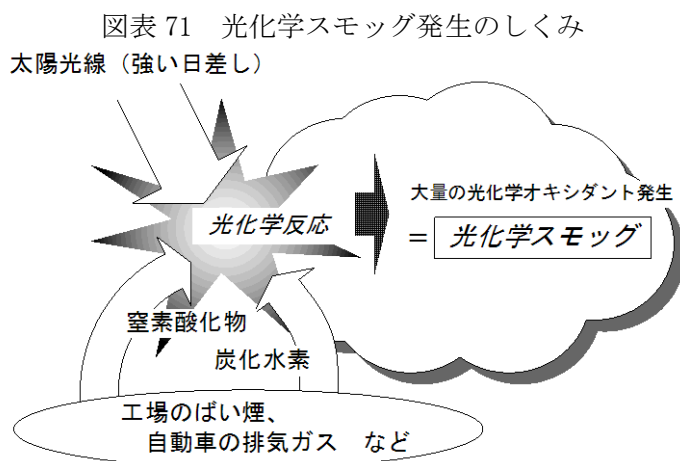 図表 71　光化学スモッグ発生のしくみ
太陽光線（強い日差し）
光化学反応
大量の光化学オキシダント発生
= 光化学スモッグ
窒素酸化物
炭化水素
工場のばい煙、
自動車の排気ガス　など